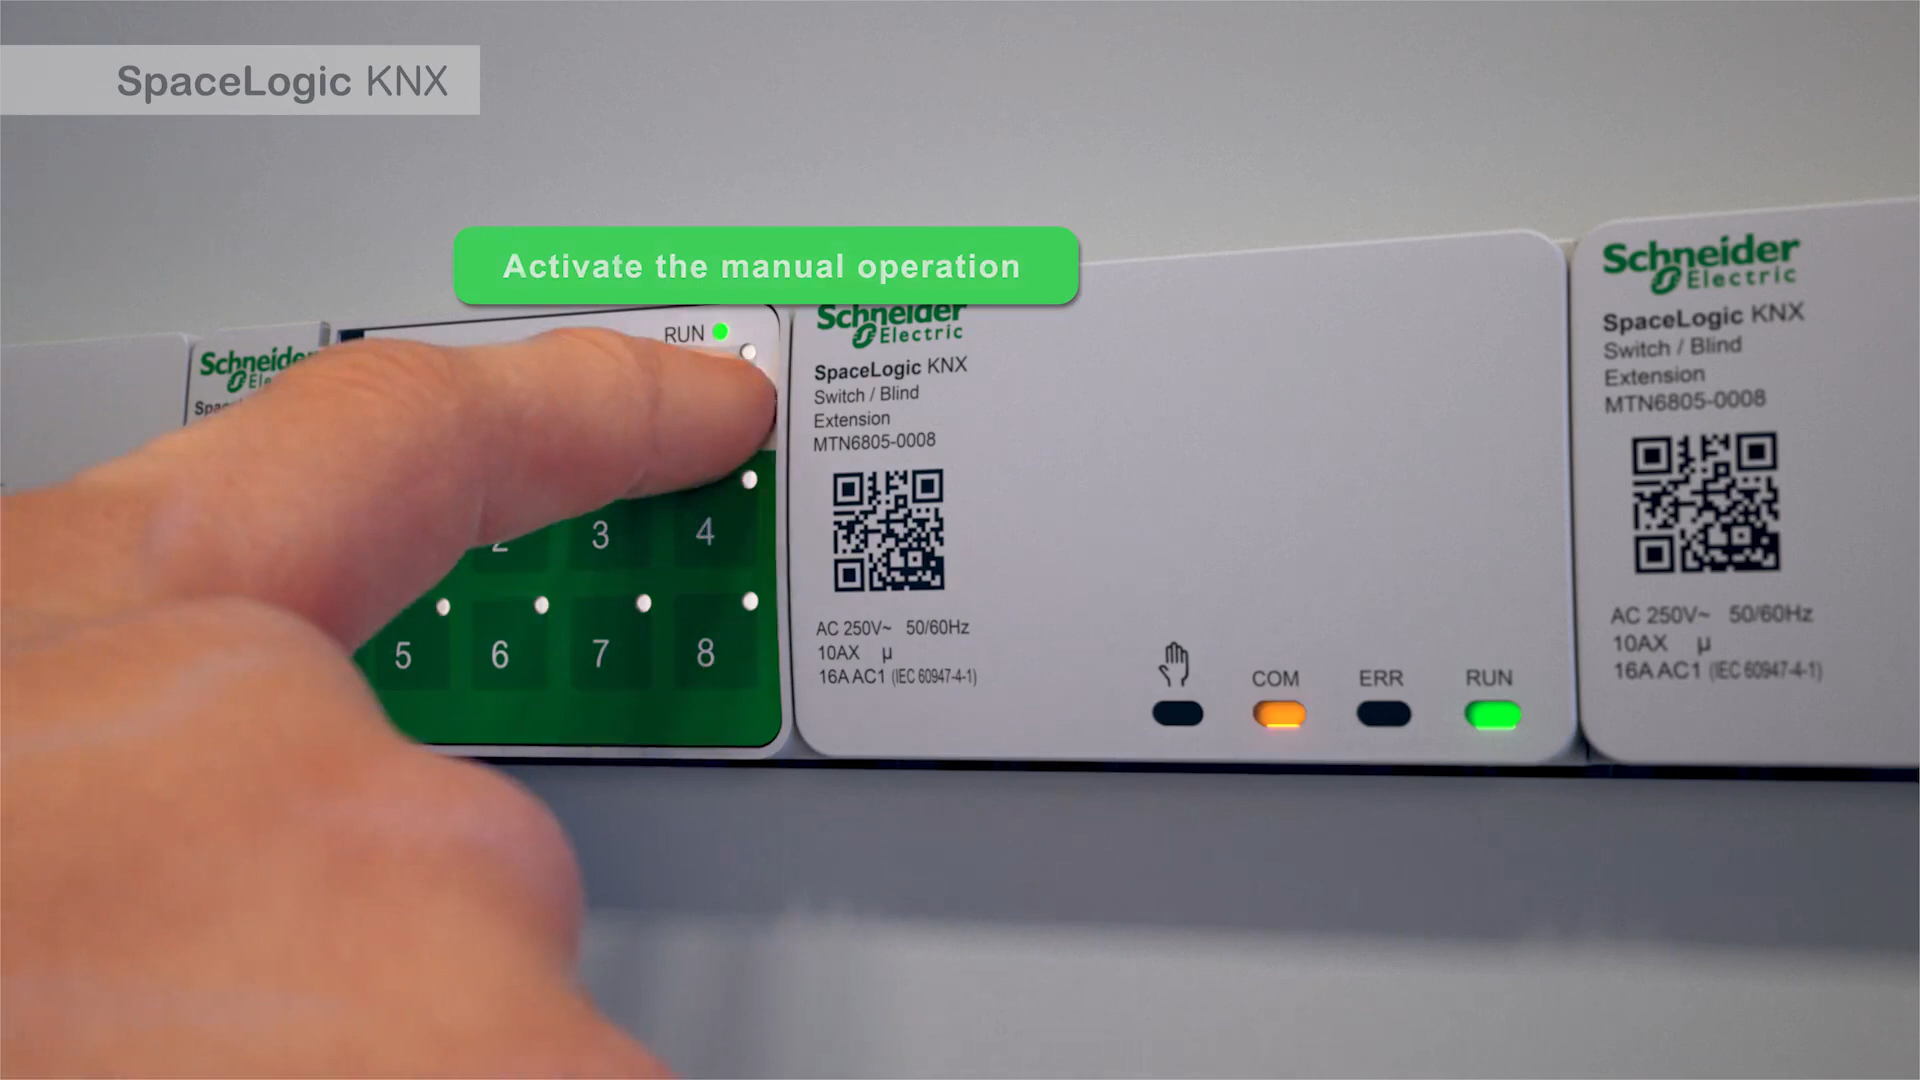 SpaceLogic KNX
Activate the manual operation
RUN
3
4
5
6
7
8
Schneider
Electric
SpaceLogic KNX
Switch / Blind
Extension
MTN6805-0008
AC 250V~ 50/60Hz
10AX µ
16A AC1 (IEC 60947-4-1)
COM
ERR
RUN
Schneider
Electric
SpaceLogic KNX
Switch / Blind
Extension
MTN6805-0008
AC 250V~ 50/60Hz
10AX µ
16A AC1 (IEC 60947-4-1)